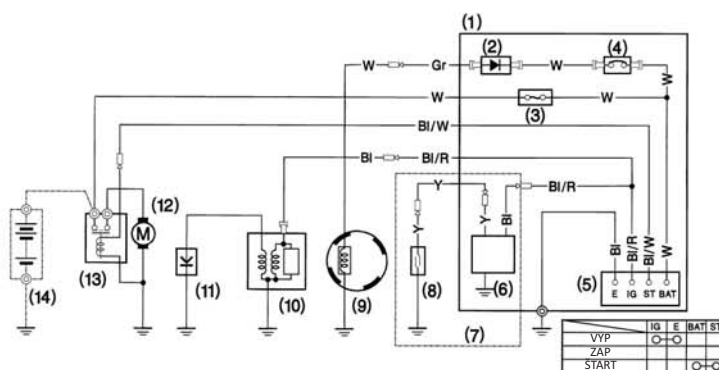 (1)
(2)
(4)
W
Gr
W
W
W
W
(3)
W
Bl/W
Bl
Bl/R
Y
Bl/R
(12)
M
Y
Y
Bl
Bl
Bl/R
Bl/W
W
(5)
E IG ST BAT
(14)
(13)
(11)
(10)
(9)
(8)
(6)
(7)
IG E BAT ST
VYP
ZAP
START